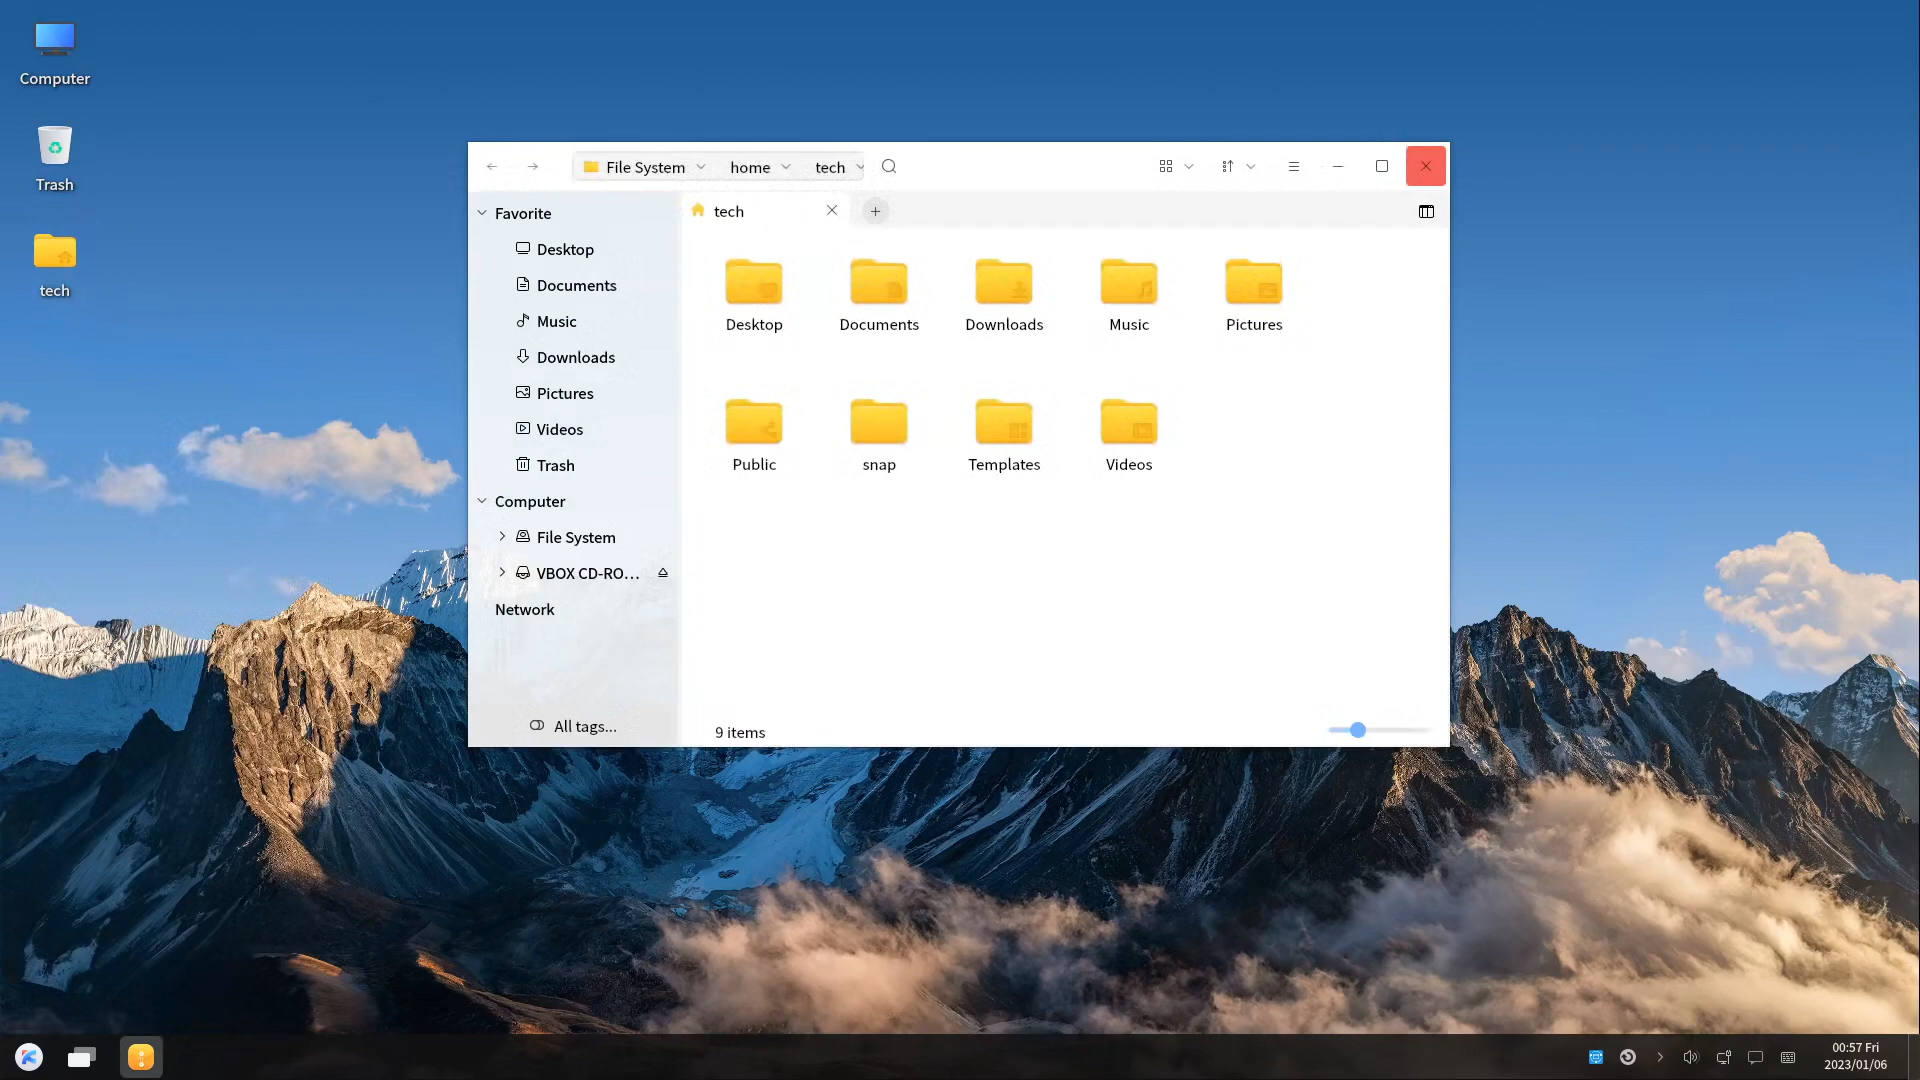 Computer
Trash
tech
File System
home
tech
Favorite
Desktop
Documents
Music
Downloads
Pictures
Videos
Trash
Computer
File System
VBOX CD-RO...
Network
All tags...
tech
Desktop
Documents
Downloads
Music
Pictures
Public
snap
Templates
Videos
9 items
00:57 Fri
2023/01/06